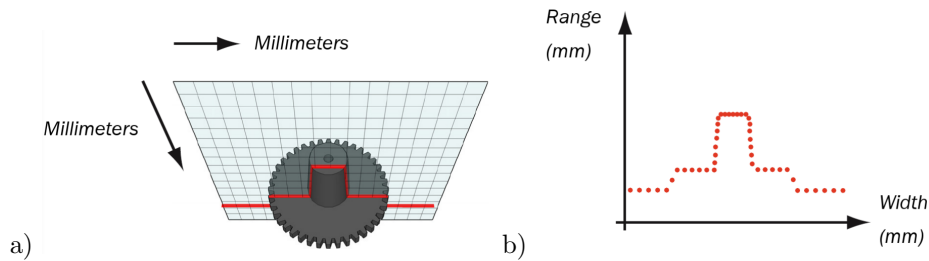 Millimeters
Millimeters
a)
Range
(mm)
b)
Width
(mm)